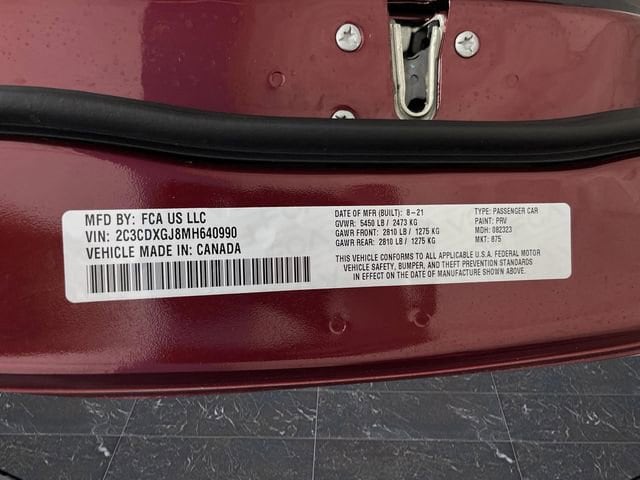 MFD BY: FCA US LLC
VIN: 2C3CDXGJ8MH640990
VEHICLE MADE IN: CANADA
DATE OF MFR (BUILT): 8-21
GVWR: 5450 LB / 2473 KG
GAWR FRONT: 2810 LB / 1275 KG
GAWR REAR: 2810 LB / 1275 KG
TYPE: PASSENGER CAR
PAINT: PRV
MDH: 082323
MKT: 875
THIS VEHICLE CONFORMS TO ALL APPLICABLE U.S.A. FEDERAL MOTOR
VEHICLE SAFETY, BUMPER, AND THEFT PREVENTION STANDARDS
IN EFFECT ON THE DATE OF MANUFACTURE SHOWN ABOVE.